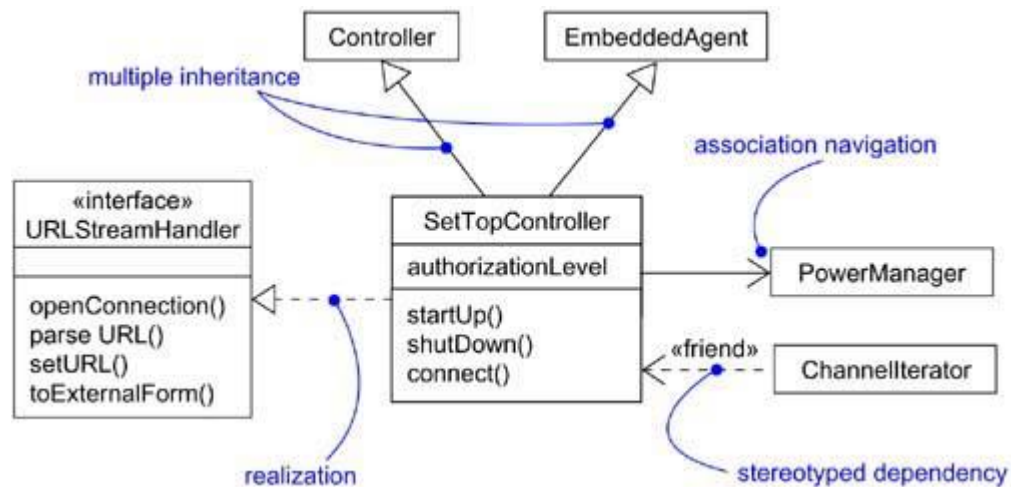 Controller
EmbeddedAgent
multiple inheritance
association navigation
«interface»
URLStreamHandler
openConnection()
parse URL()
setURL()
toExternalForm()
SetTopController
authorizationLevel
startUp()
shutDown()
connect()
PowerManager
«friend»
ChannelIterator
realization
stereotyped dependency